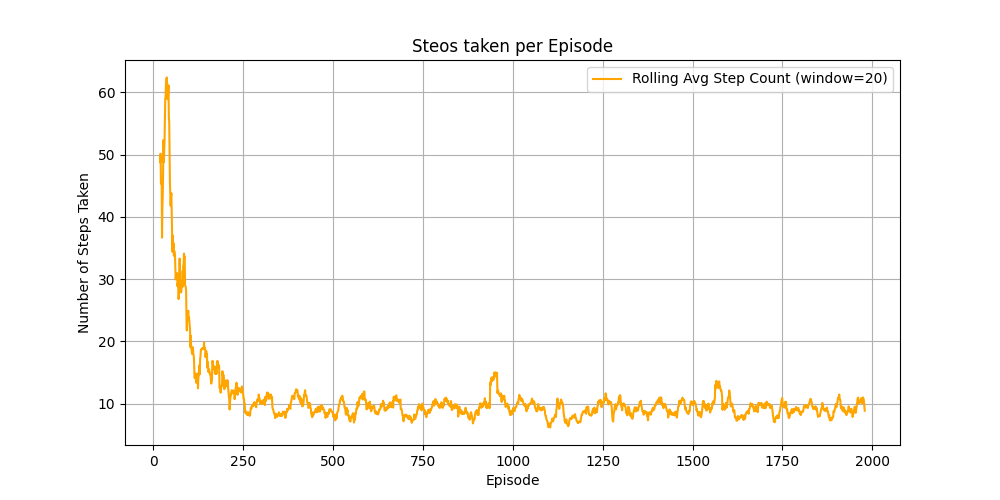 Steos taken per Episode
Rolling Avg Step Count (window=20)
Number of Steps Taken
60
50
40
30
20
10
0 250 500 750 1000 1250 1500 1750 2000
Episode